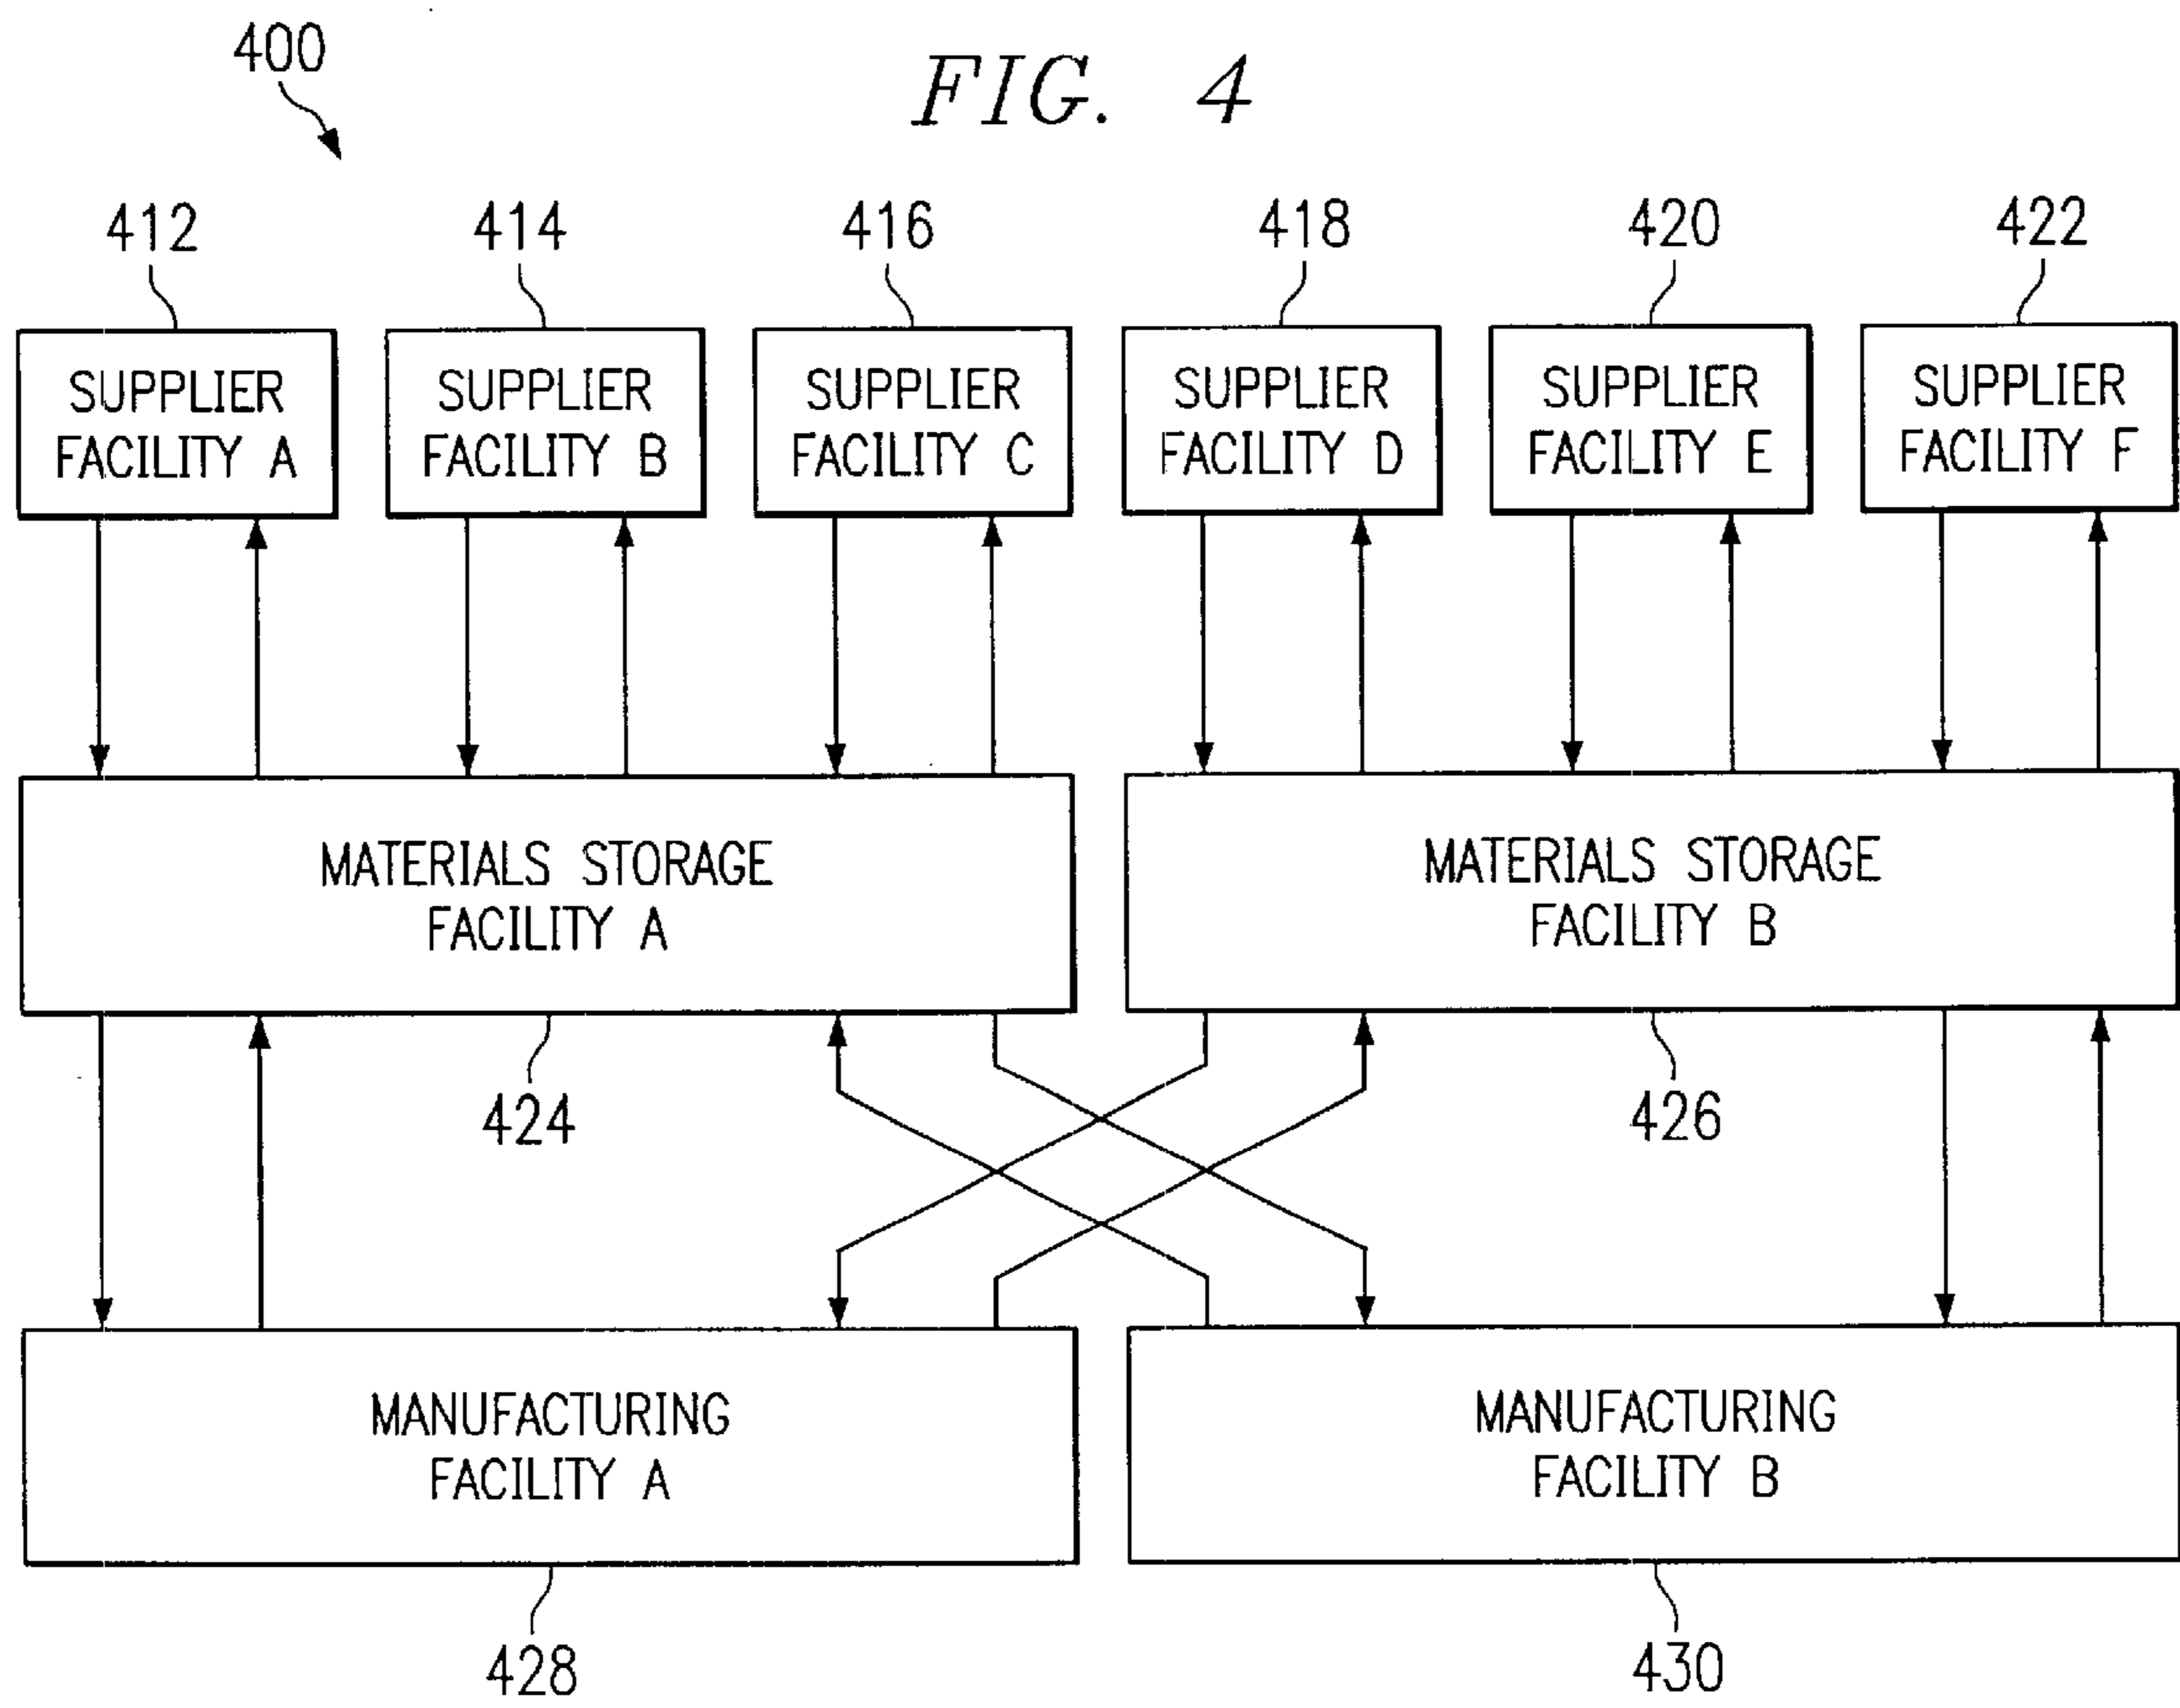 400
FIG. 4
412
414
416
418
420
422
SUPPLIER
FACILITY A
SUPPLIER
FACILITY B
SUPPLIER
FACILITY C
SUPPLIER
FACILITY D
SUPPLIER
FACILITY E
SUPPLIER
FACILITY F
MATERIALS STORAGE
FACILITY A
MATERIALS STORAGE
FACILITY B
424
426
MANUFACTURING
FACILITY A
MANUFACTURING
FACILITY B
428
430